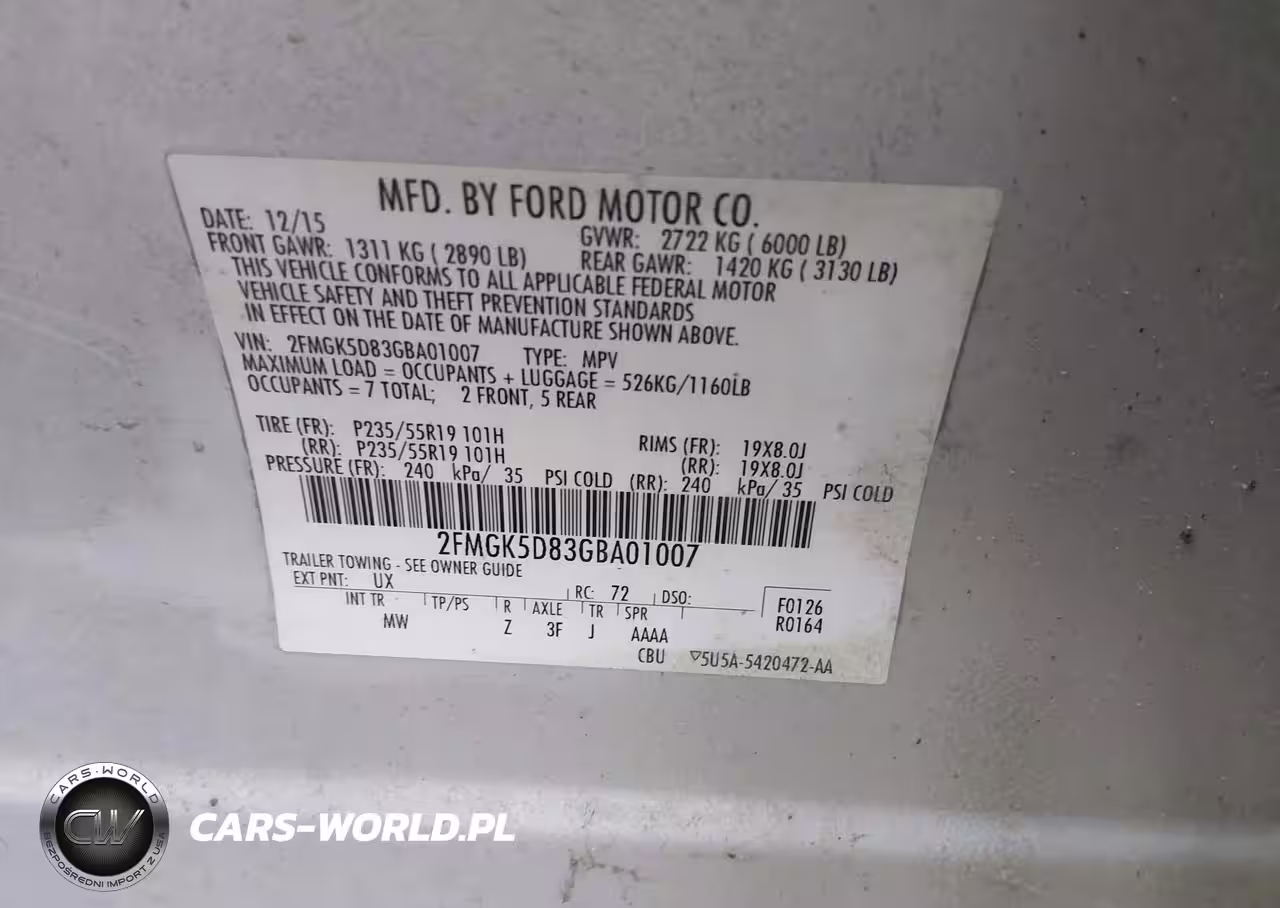 MFD. BY FORD MOTOR CO.
DATE: 12/15 GVWR: 2722 KG ( 6000 LB)
FRONT GAWR: 1311 KG ( 2890 LB) REAR GAWR: 1420 KG ( 3130 LB)
THIS VEHICLE CONFORMS TO ALL APPLICABLE FEDERAL MOTOR
VEHICLE SAFETY AND THEFT PREVENTION STANDARDS
IN EFFECT ON THE DATE OF MANUFACTURE SHOWN ABOVE.
VIN: 2FMGK5D83GBA01007 TYPE: MPV
MAXIMUM LOAD = OCCUPANTS + LUGGAGE = 526KG/1160LB
OCCUPANTS = 7 TOTAL; 2 FRONT, 5 REAR
TIRE (FR): P235/55R19 101H RIMS (FR): 19X8.0J
(RR): P235/55R19 101H (RR): 19X8.0J
PRESSURE (FR): 240 kPa/ 35 PSI COLD (RR): 240 kPa/ 35 PSI COLD
2FMGK5D83GBA01007
TRAILER TOWING - SEE OWNER GUIDE
EXT PNT: UX RC: 72 DSO:
INT TR TP/PS R AXLE TR SPR F0126
MW Z 3F J AAAA R0164
CBU ▽5U5A-5420472-AA
CARS-WORLD
CW
BEZPOŚREDNI IMPORT Z USA
CARS-WORLD.PL